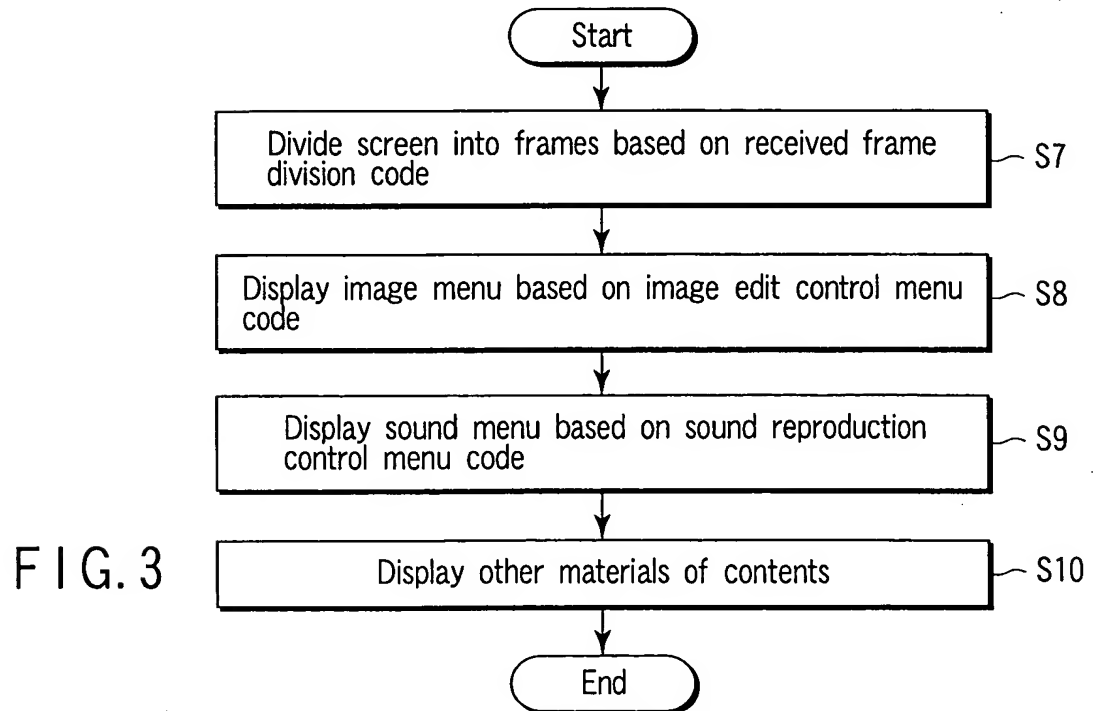 Start
Divide screen into frames based on received frame
division code
S7
Display image menu based on image edit control menu
code
S8
Display sound menu based on sound reproduction
control menu code
S9
Display other materials of contents
S10
FIG. 3
End